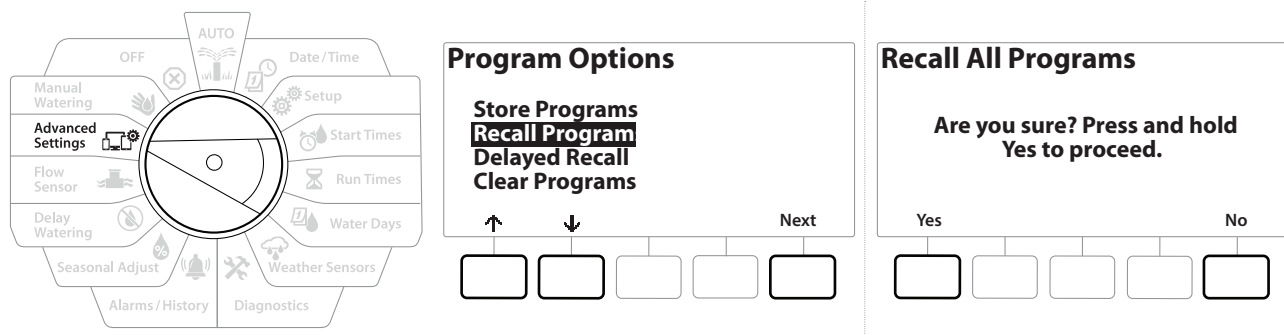 AUTO
OFF
Date/Time
Manual
Watering
Setup
Advanced
Settings
Start Times
Flow
Sensor
Run Times
Delay
Watering
Water Days
Seasonal Adjust
Weather Sensors
Alarms/History
Diagnostics
Program Options
Store Programs
Recall Program
Delayed Recall
Clear Programs
Next
Recall All Programs
Are you sure? Press and hold
Yes to proceed.
Yes
No